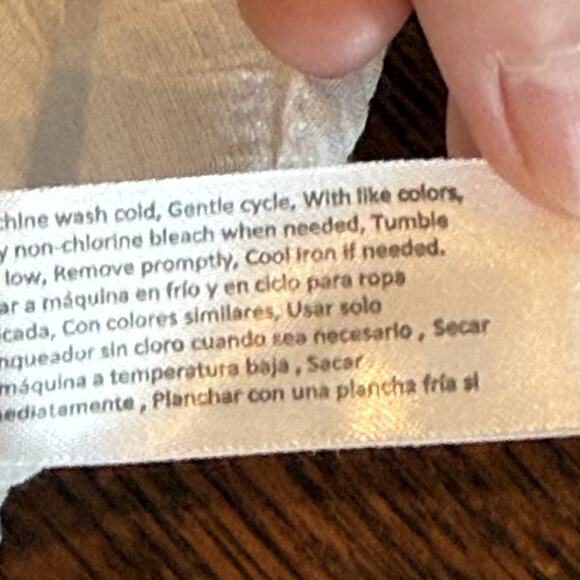 chine wash cold, Gentle cycle, With like colors,
y non-chlorine bleach when needed, Tumble
low, Remove promptly, Cool iron if needed.
ar a máquina en frío y en ciclo para ropa
cada, Con colores similares, Usar solo
nqueador sin cloro cuando sea necesario , Secar
máquina a temperatura baja , Sacar
nediatamente , Planchar con una plancha fría si